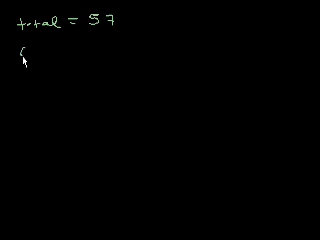 total = 57